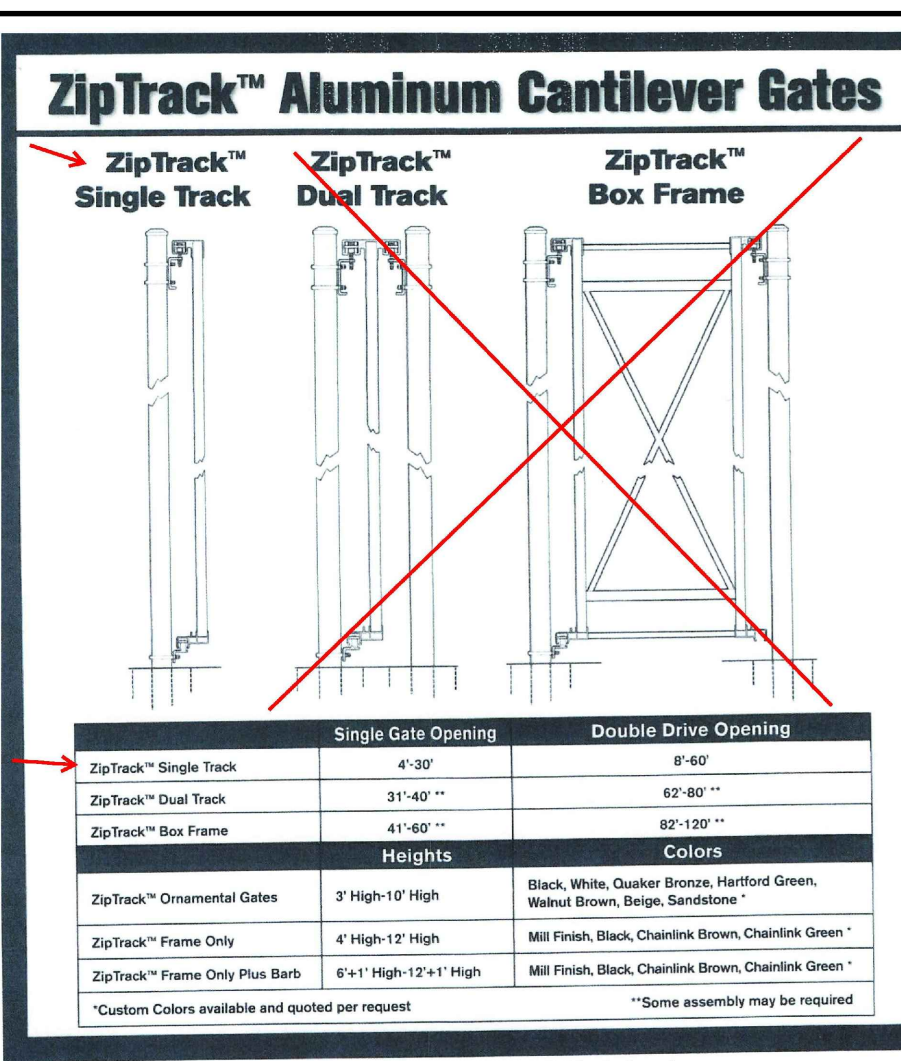 ZipTrack™ Aluminum Cantilever Gates
ZipTrack™
Single Track
ZipTrack™
Dual Track
ZipTrack™
Box Frame
Single Gate Opening Double Drive Opening
ZipTrack™ Single Track 4'-30' 8'-60'
ZipTrack™ Dual Track 31'-40' ** 62'-80' **
ZipTrack™ Box Frame 41'-60' ** 82'-120' **
Heights Colors
ZipTrack™ Ornamental Gates 3' High-10' High Black, White, Quaker Bronze, Hartford Green,
Walnut Brown, Beige, Sandstone *
ZipTrack™ Frame Only 4' High-12' High Mill Finish, Black, Chainlink Brown, Chainlink Green *
ZipTrack™ Frame Only Plus Barb 6'+1' High-12'+1' High Mill Finish, Black, Chainlink Brown, Chainlink Green *
*Custom Colors available and quoted per request **Some assembly may be required